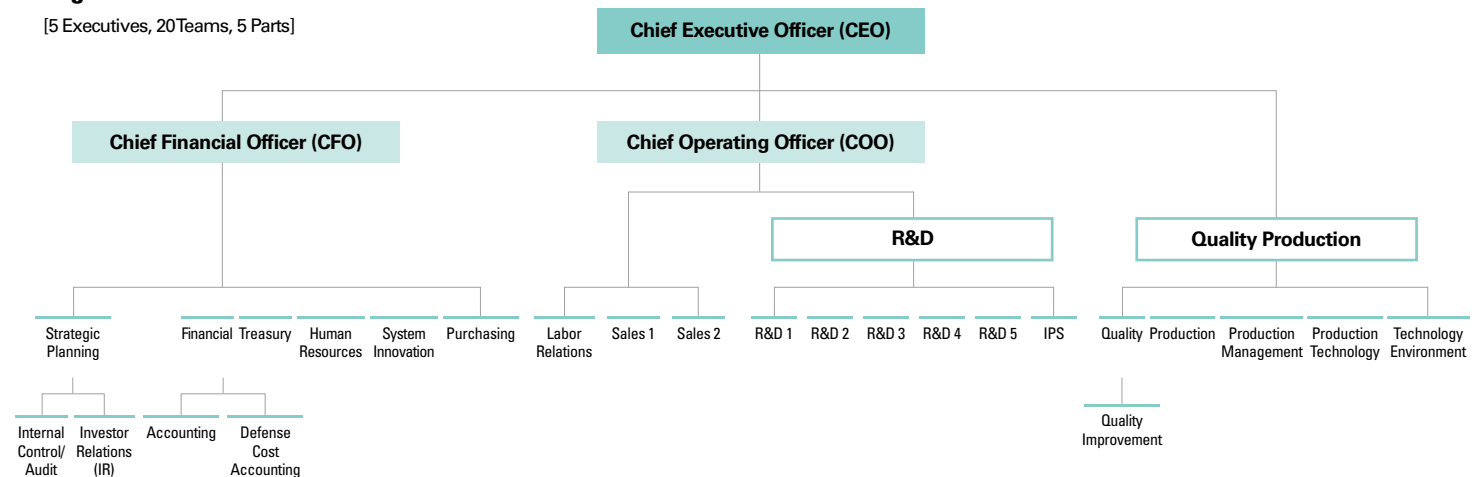 [5 Executives, 20 Teams, 5 Parts]
Chief Executive Officer (CEO)
Chief Financial Officer (CFO)
Chief Operating Officer (COO)
R&D
Quality Production
Strategic
Planning
Financial
Treasury
Human
Resources
System
Innovation
Purchasing
Labor
Relations
Sales 1
Sales 2
R&D 1
R&D 2
R&D 3
R&D 4
R&D 5
IPS
Quality
Production
Production
Management
Production
Technology
Technology
Environment
Internal
Control/
Audit
Investor
Relations
(IR)
Accounting
Defense
Cost
Accounting
Quality
Improvement